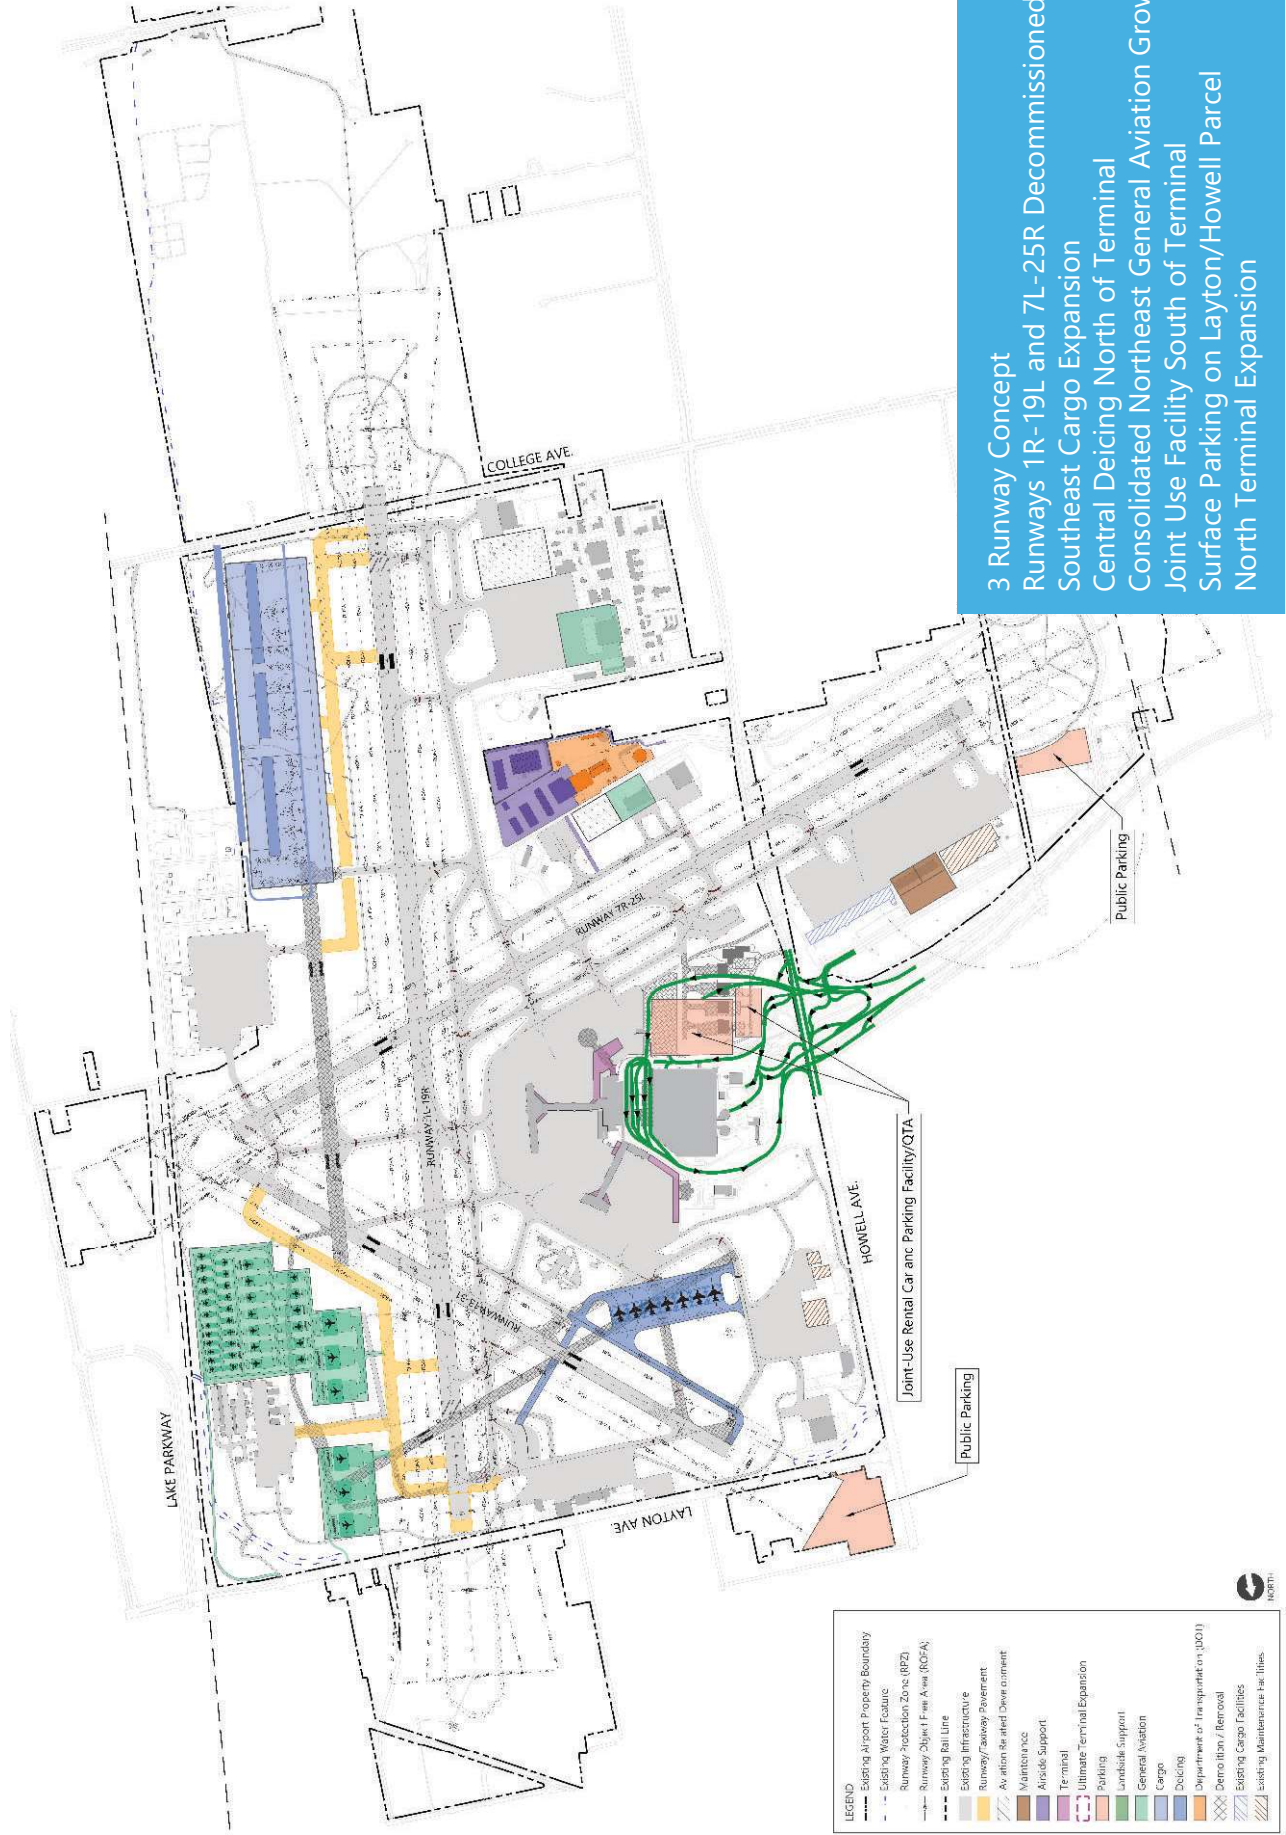 3 Runway Concept
Runways 1R-19L and 7L-25R Decommissioned
Southeast Cargo Expansion
Central Deicing North of Terminal
Consolidated Northeast General Aviation Grow
Joint Use Facility South of Terminal
Surface Parking on Layton/Howell Parcel
North Terminal Expansion
COLLEGE AVE.
LAKE PARKWAY
RUNWAY 1L-19R
RUNWAY 7R-25L
RUNWAY 13-31
HOWELL AVE.
LAYTON AVE
Public Parking
Joint-Use Rental Car and Parking Facility/QTA
Public Parking
NORTH
LEGEND
Existing Airport Property Boundary
Existing Water Feature
Runway Protection Zone (RPZ)
Runway Object Free Area (ROFA)
Existing Rail Line
Existing Infrastructure
Runway/Taxiway Pavement
Aviation Related Development
Maintenance
Airside Support
Terminal
Ultimate Terminal Expansion
Parking
Landside Support
General Aviation
Cargo
Deicing
Department of Transportation (DOT)
Demolition / Removal
Existing Cargo Facilities
Existing Maintenance Facilities